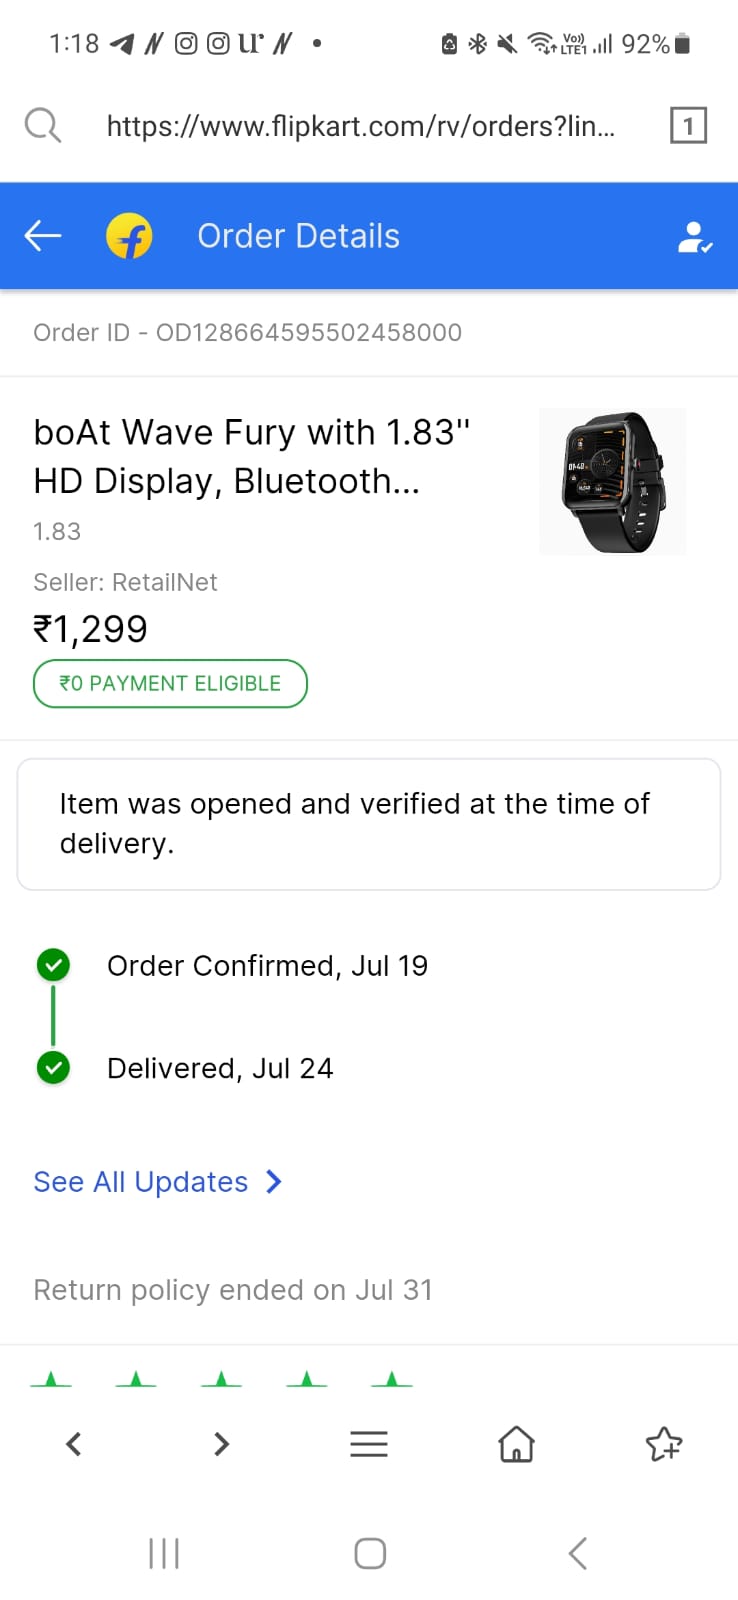 1:18
Vo))
LTE1
92%
https://www.flipkart.com/rv/orders?lin...
1
Order Details
Order ID - OD128664595502458000
boAt Wave Fury with 1.83"
HD Display, Bluetooth...
1.83
Seller: RetailNet
₹1,299
₹0 PAYMENT ELIGIBLE
Item was opened and verified at the time of
delivery.
Order Confirmed, Jul 19
Delivered, Jul 24
See All Updates
Return policy ended on Jul 31